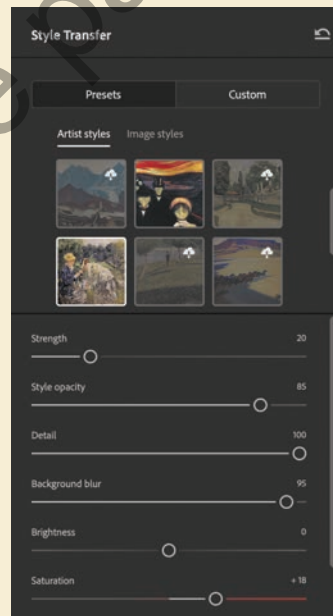 Style Transfer
Presets Custom
Artist styles Image styles
Strength 20
Style opacity 85
Detail 100
Background blur 95
Brightness 0
Saturation + 18